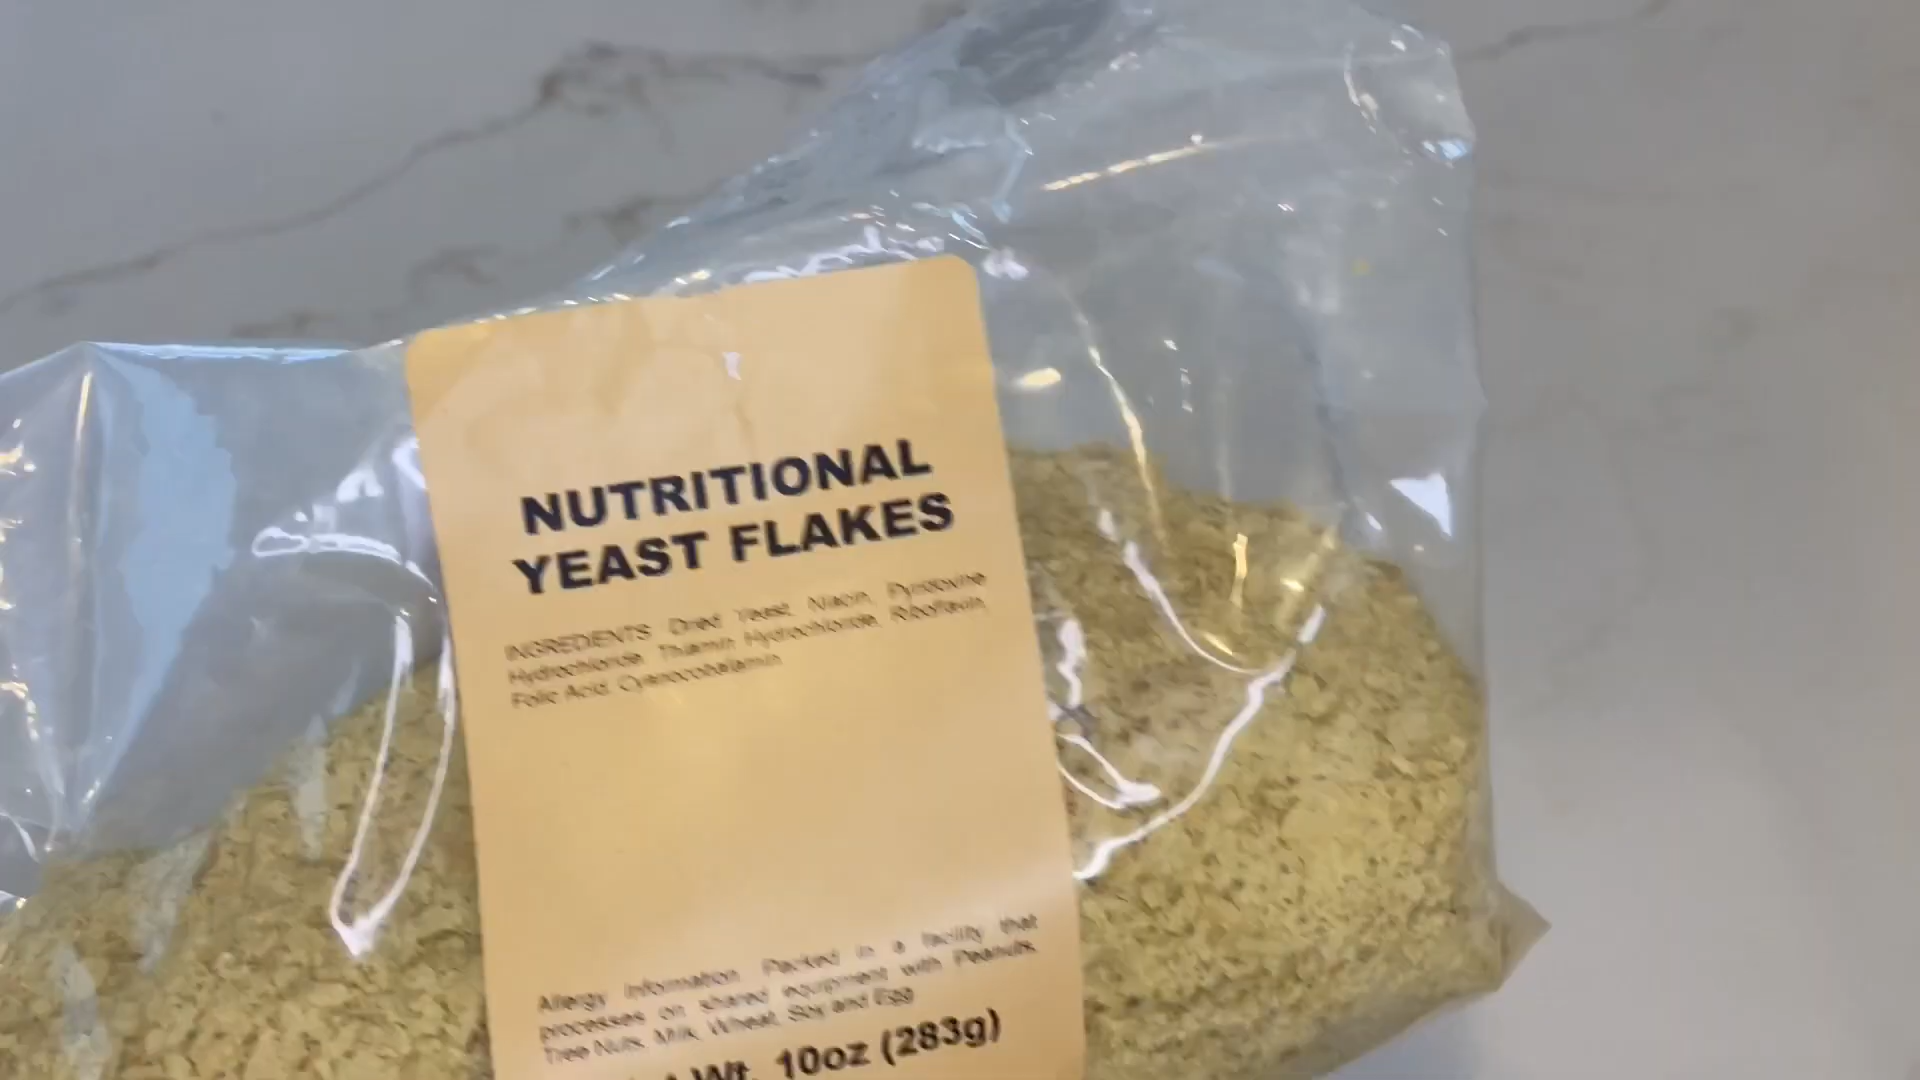 NUTRITIONAL
YEAST FLAKES
INGREDIENTS: Dried Yeast, Niacin, Pyridoxine
Hydrochloride, Thiamin Hydrochloride, Riboflavin,
Folic Acid, Cyanocobalamin
Allergy Information: Packed in a facility that
processes on shared equipment with Peanuts,
Tree Nuts, Milk, Wheat, Soy and Egg
Wt. 10oz (283g)